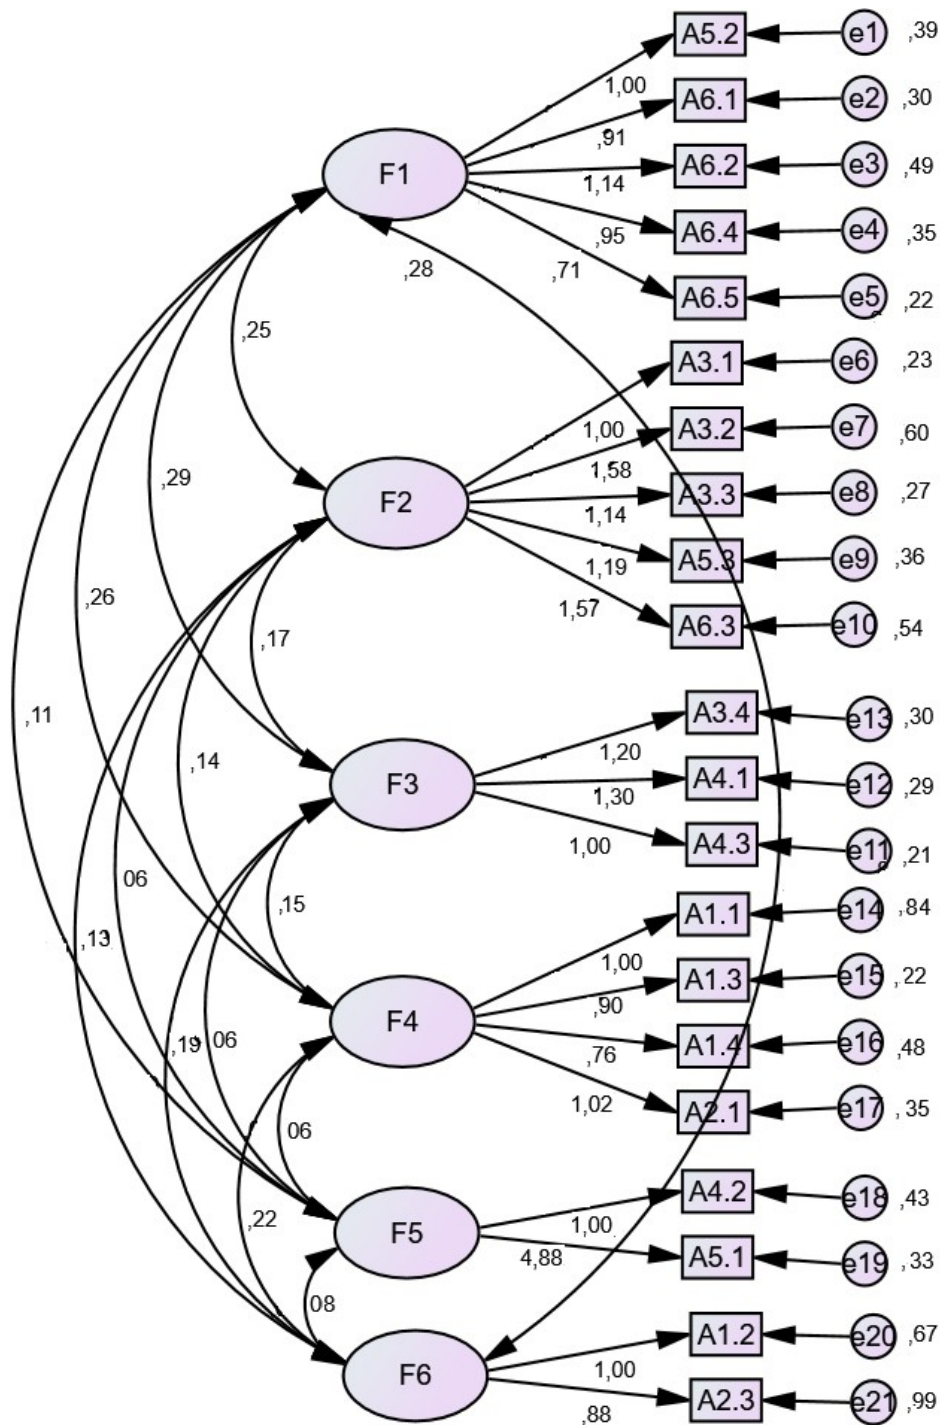 A5.2 e1 ,39
1,00
A6.1 e2 ,30
,91
F1 A6.2 e3 ,49
1,14
A6.4 e4 ,35
,95
,28 ,71
A6.5 e5 ,22
,25
A3.1 e6 ,23
1,00
A3.2 e7 ,60
,29 1,58
F2 A3.3 e8 ,27
1,14
A5.3 e9 ,36
1,19
,26 1,57
A6.3 e10 ,54
,17
,11
A3.4 e13 ,30
,14 1,20
F3 A4.1 e12 ,29
1,30
1,00 A4.3 e11 ,21
06
,15 A1.1 e14 ,84
,13 1,00
A1.3 e15 ,22
,90
F4 A1.4 e16 ,48
,19 06 ,76
1,02 A2.1 e17 ,35
06
A4.2 e18 ,43
,22 1,00
F5 4,88 A5.1 e19 ,33
08
A1.2 e20 ,67
F6 1,00
A2.3 e21 ,99
,88